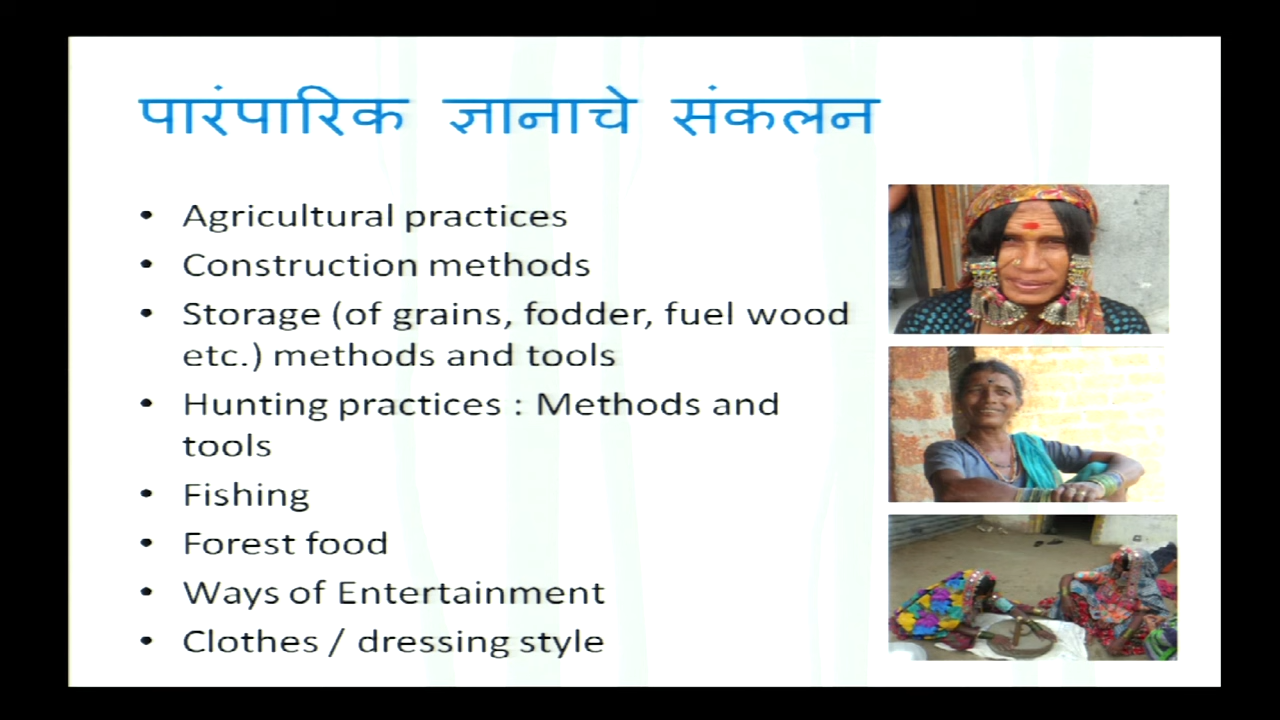 पारंपारिक ज्ञानाचे संकलन
• Agricultural practices
• Construction methods
• Storage (of grains, fodder, fuel wood
etc.) methods and tools
• Hunting practices : Methods and
tools
• Fishing
• Forest food
• Ways of Entertainment
• Clothes / dressing style